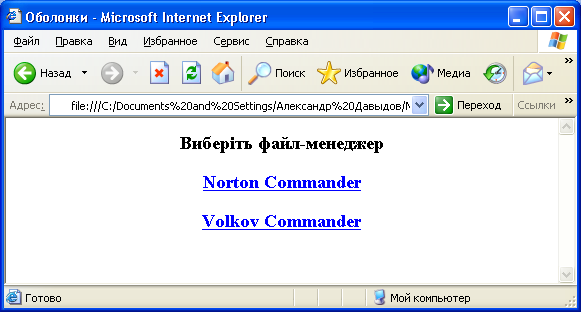 Оболонки - Microsoft Internet Explorer
Файл Правка Вид Избранное Сервис Справка
Назад Поиск Избранное Медиа
Адрес: file:///C:/Documents%20and%20Settings/Александр%20Давыдов/М Переход Ссылки
Виберіть файл-менеджер
Norton Commander
Volkov Commander
Готово Мой компьютер